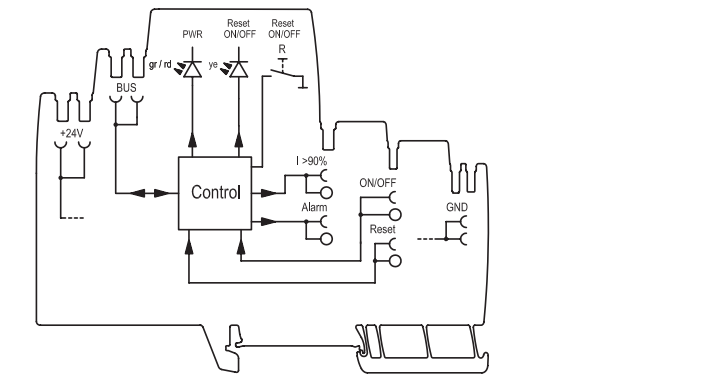 PWR
Reset
ON/OFF
Reset
ON/OFF
R
gr / rd
ye
BUS
+24V
Control
I >90%
Alarm
ON/OFF
Reset
GND